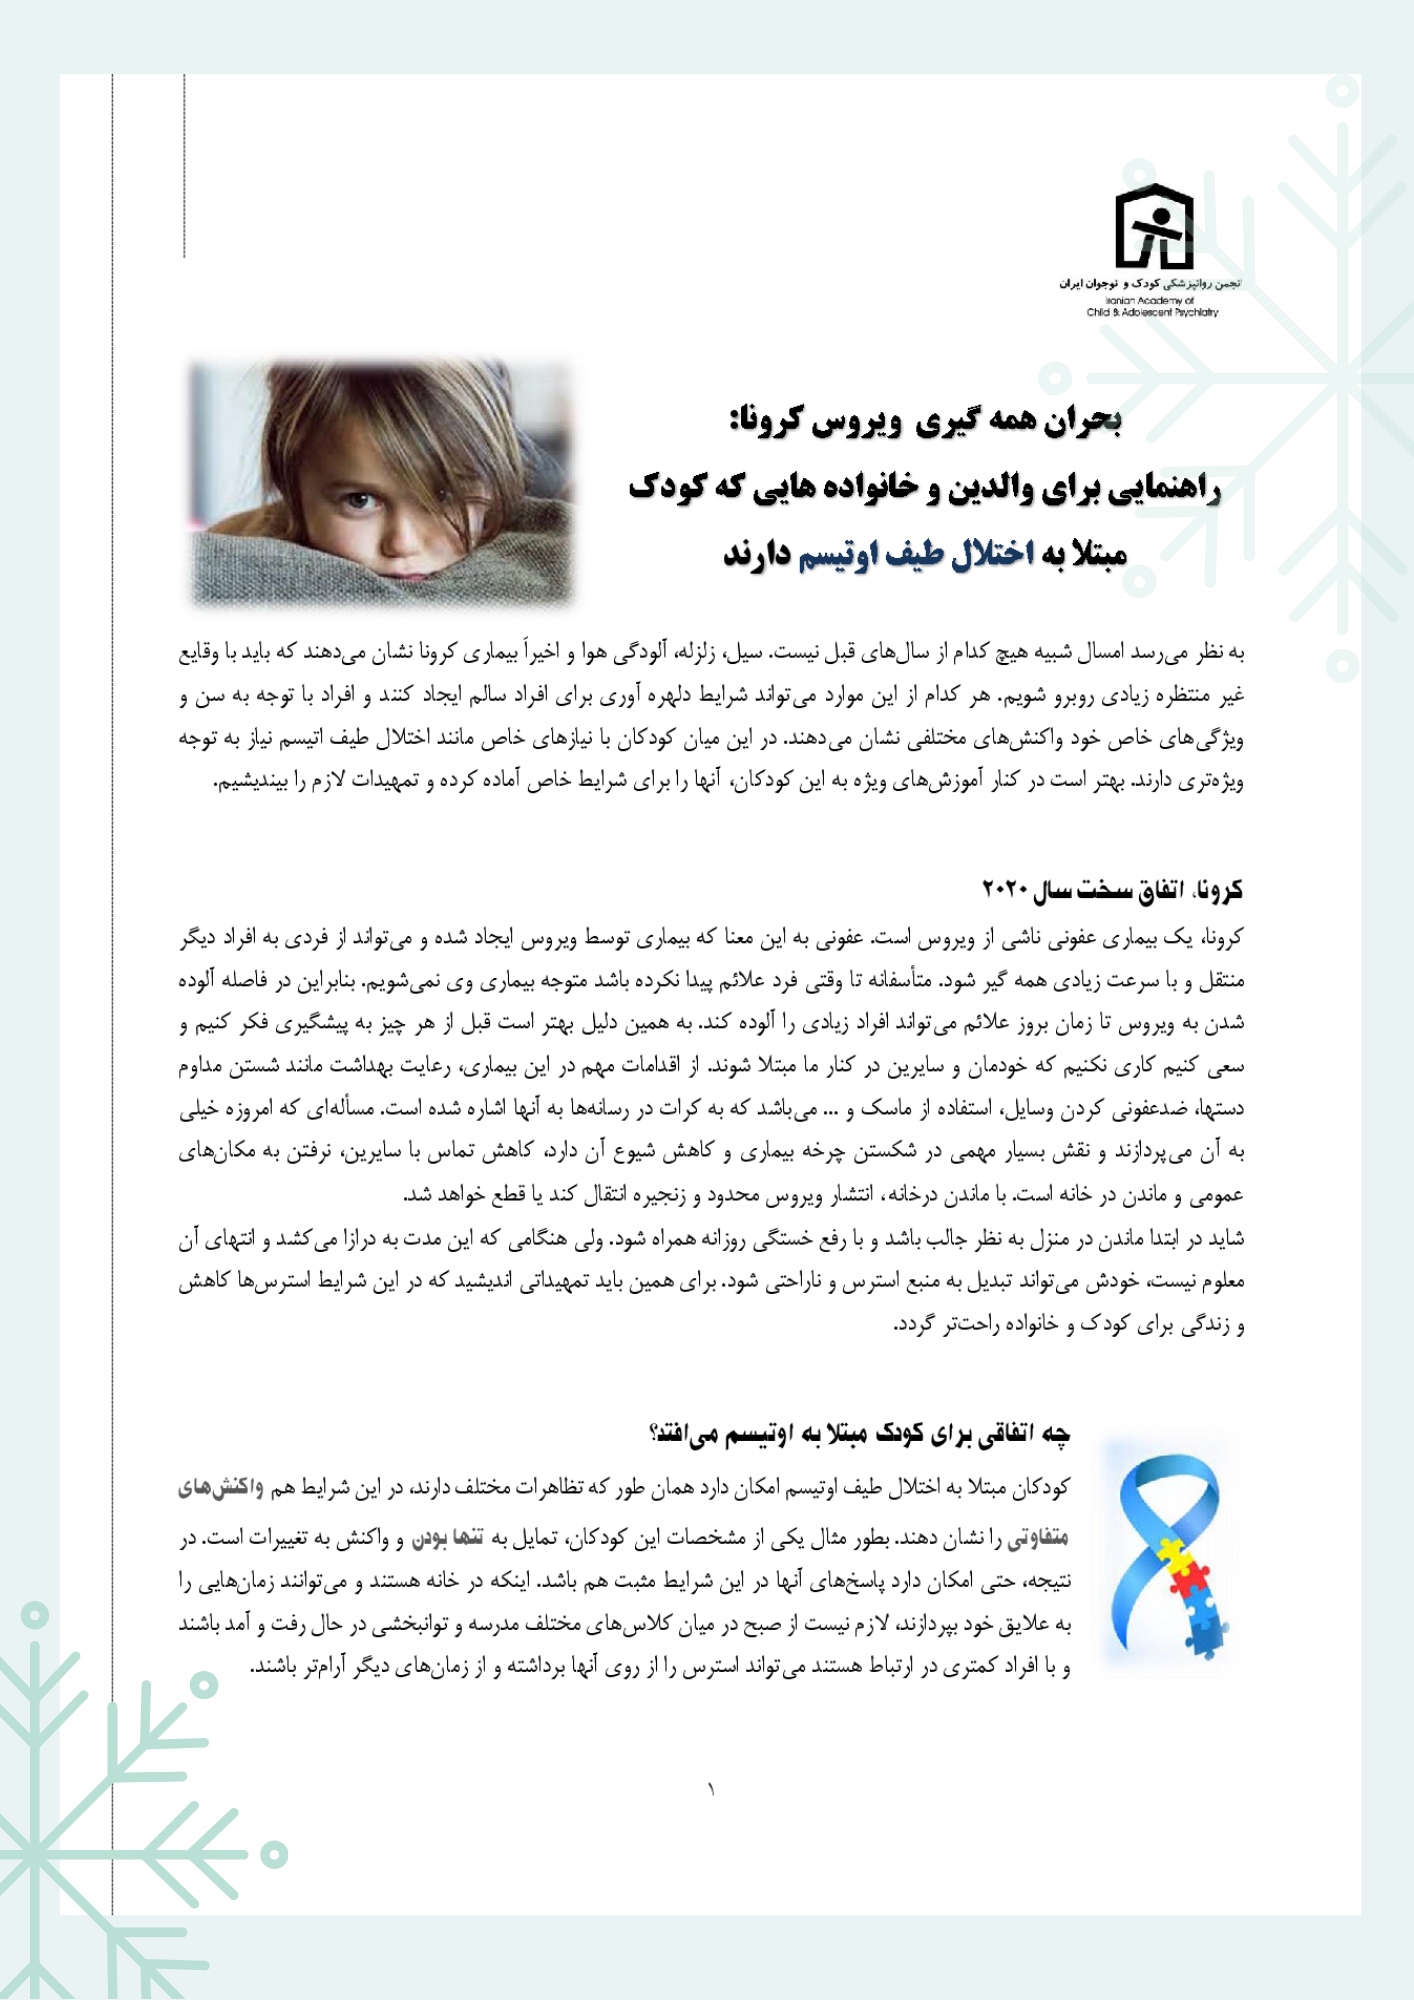 انجمن روانپزشکی کودک و نوجوان ایران
Iranian Academy of
Child & Adolescent Psychiatry
بحران همه گیری ویروس کرونا:
راهنمایی برای والدین و خانواده هایی که کودک
مبتلا به اختلال طیف اوتیسم دارند
به نظر می‌رسد امسال شبیه هیچ کدام از سال‌های قبل نیست. سیل، زلزله، آلودگی هوا و اخیراً بیماری کرونا نشان می‌دهند که باید با وقایع
غیر منتظره زیادی روبرو شویم. هر کدام از این موارد می‌تواند شرایط دلهره آوری برای افراد سالم ایجاد کنند و افراد با توجه به سن و
ویژگی‌های خاص خود واکنش‌های مختلفی نشان می‌دهند. در این میان کودکان با نیازهای خاص مانند اختلال طیف اتیسم نیاز به توجه
ویژه‌تری دارند. بهتر است در کنار آموزش‌های ویژه به این کودکان، آنها را برای شرایط خاص آماده کرده و تمهیدات لازم را بیندیشیم.
کرونا، اتفاق سخت سال ۲۰۲۰
کرونا، یک بیماری عفونی ناشی از ویروس است. عفونی به این معنا که بیماری توسط ویروس ایجاد شده و می‌تواند از فردی به افراد دیگر
منتقل و با سرعت زیادی همه گیر شود. متأسفانه تا وقتی فرد علائم پیدا نکرده باشد متوجه بیماری وی نمی‌شویم. بنابراین در فاصله آلوده
شدن به ویروس تا زمان بروز علائم می‌تواند افراد زیادی را آلوده کند. به همین دلیل بهتر است قبل از هر چیز به پیشگیری فکر کنیم و
سعی کنیم کاری نکنیم که خودمان و سایرین در کنار ما مبتلا شوند. از اقدامات مهم در این بیماری، رعایت بهداشت مانند شستن مداوم
دستها، ضدعفونی کردن وسایل، استفاده از ماسک و ... می‌باشد که به کرات در رسانه‌ها به آنها اشاره شده است. مسأله‌ای که امروزه خیلی
به آن می‌پردازند و نقش بسیار مهمی در شکستن چرخه بیماری و کاهش شیوع آن دارد، کاهش تماس با سایرین، نرفتن به مکان‌های
عمومی و ماندن در خانه است. با ماندن درخانه، انتشار ویروس محدود و زنجیره انتقال کند یا قطع خواهد شد.
شاید در ابتدا ماندن در منزل به نظر جالب باشد و با رفع خستگی روزانه همراه شود. ولی هنگامی که این مدت به درازا می‌کشد و انتهای آن
معلوم نیست، خودش می‌تواند تبدیل به منبع استرس و ناراحتی شود. برای همین باید تمهیداتی اندیشید که در این شرایط استرس‌ها کاهش
و زندگی برای کودک و خانواده راحت‌تر گردد.
چه اتفاقی برای کودک مبتلا به اوتیسم می‌افتد؟
کودکان مبتلا به اختلال طیف اوتیسم امکان دارد همان طور که تظاهرات مختلف دارند، در این شرایط هم واکنش‌های
متفاوتی را نشان دهند. بطور مثال یکی از مشخصات این کودکان، تمایل به تنها بودن و واکنش به تغییرات است. در
نتیجه، حتی امکان دارد پاسخ‌های آنها در این شرایط مثبت هم باشد. اینکه در خانه هستند و می‌توانند زمان‌هایی را
به علایق خود بپردازند، لازم نیست از صبح در میان کلاس‌های مختلف مدرسه و توانبخشی در حال رفت و آمد باشند
و با افراد کمتری در ارتباط هستند می‌تواند استرس را از روی آنها برداشته و از زمان‌های دیگر آرام‌تر باشند.
۱